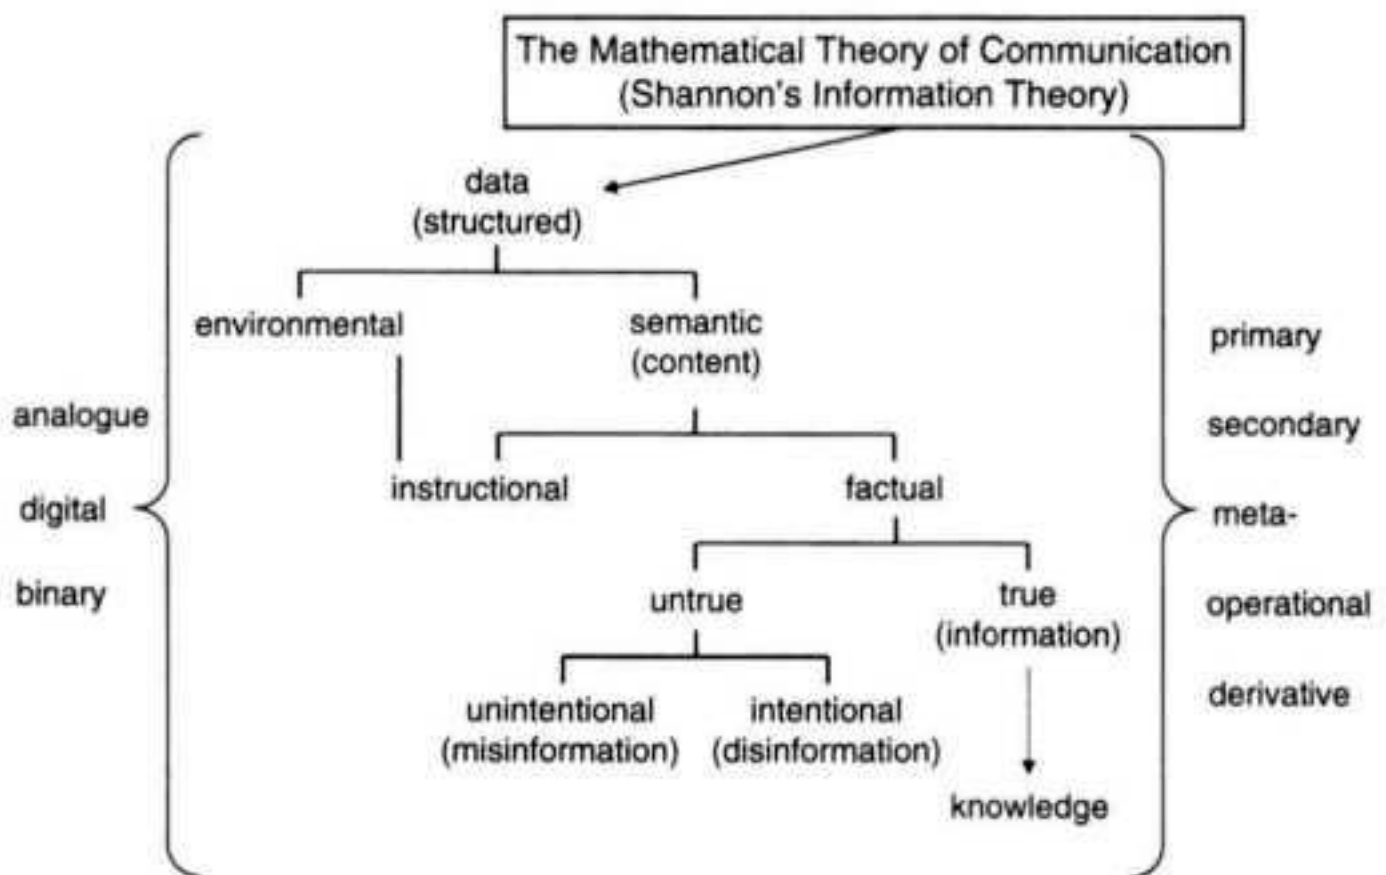 The Mathematical Theory of Communication
(Shannon's Information Theory)
data
(structured)
environmental
semantic
(content)
primary
analogue
secondary
instructional
factual
digital
meta-
binary
untrue
true
(information)
operational
unintentional
(misinformation)
intentional
(disinformation)
derivative
knowledge